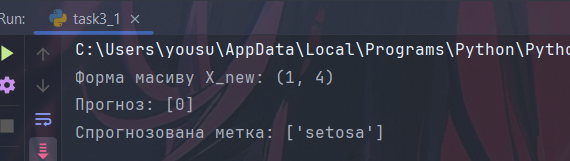 Run:
task3_1
C:\Users\yousu\AppData\Local\Programs\Python\Pytho
Форма масиву X_new: (1, 4)
Прогноз: [0]
Спрогнозована метка: ['setosa']